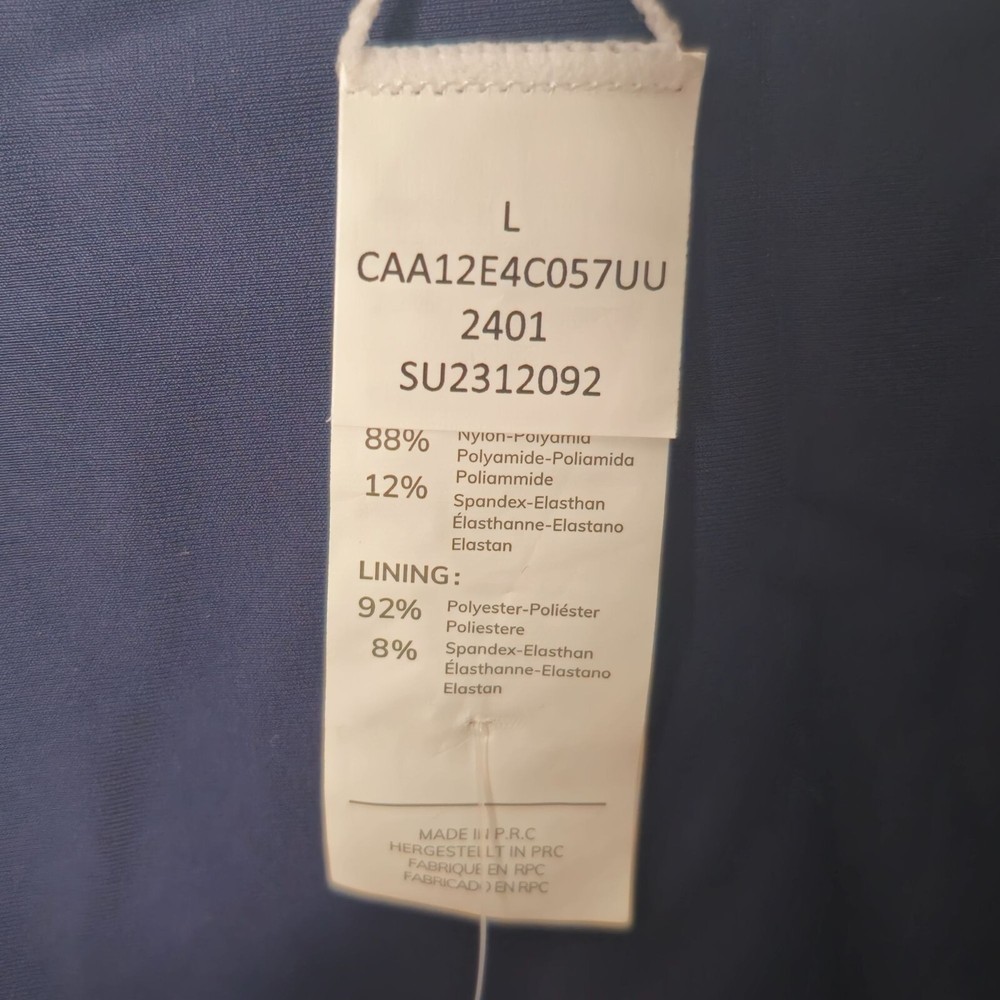 L
CAA12E4C057UU
2401
SU2312092
88% Nylon-Polyamid
Polyamide-Poliamida
Poliammide
12% Spandex-Elasthan
Élasthanne-Elastano
Elastan
LINING:
92% Polyester-Poliéster
Poliestere
8% Spandex-Elasthan
Élasthanne-Elastano
Elastan
MADE IN P.R.C
HERGESTELLT IN PRC
FABRIQUE EN RPC
FABRICADO EN RPC